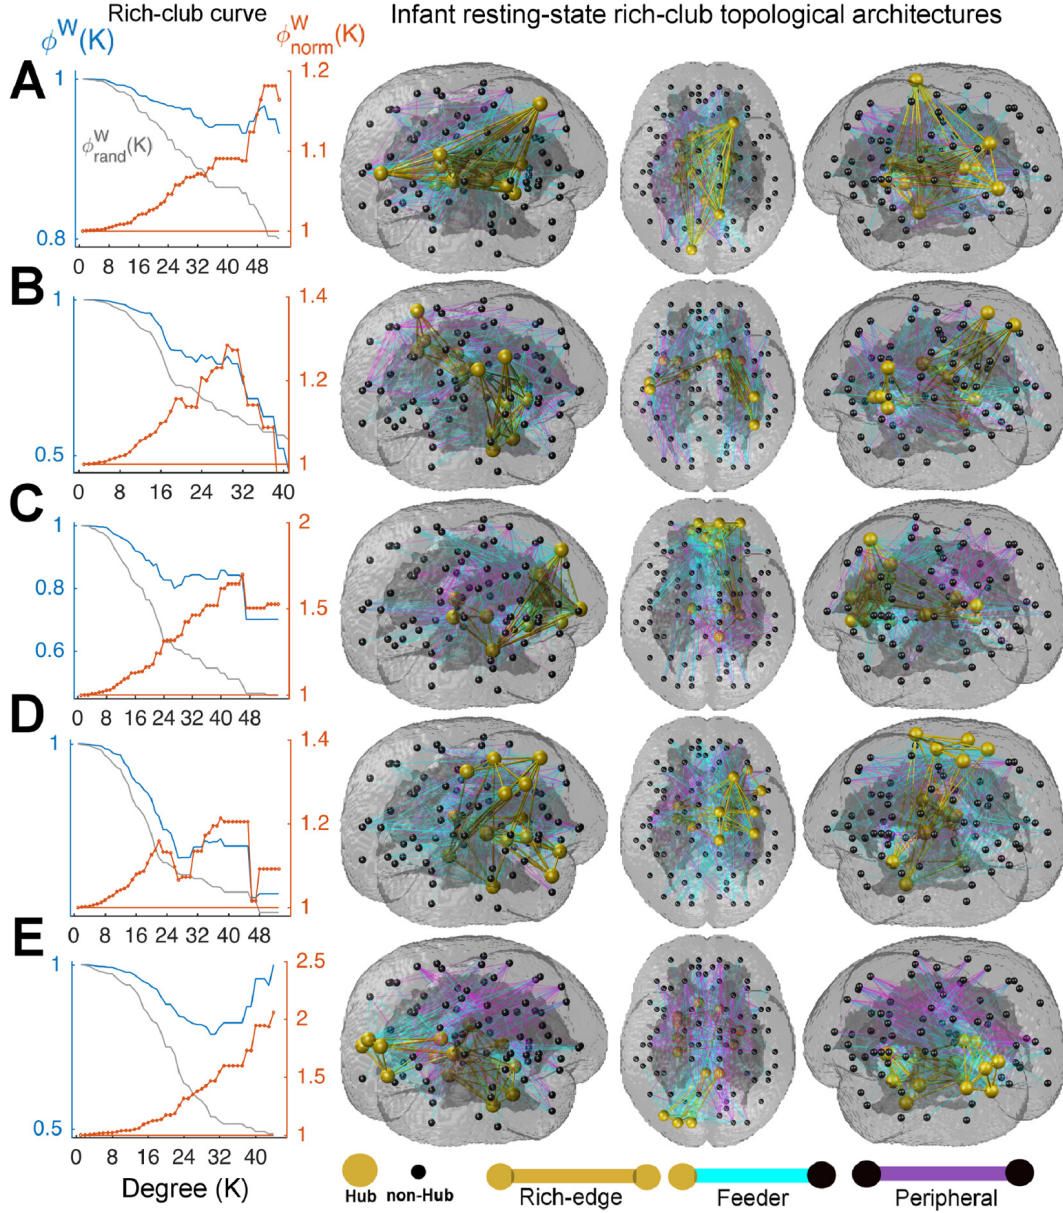 Rich-club curve
Infant resting-state rich-club topological architectures
ϕᵂ(K)
ϕᵂnorm(K)
A
1
0.8
ϕᵂrand(K)
1.2
1.1
1
0 8 16 24 32 40 48
B
1
0.5
1.4
1.2
1
0 8 16 24 32 40
C
1
0.8
0.6
2
1.5
1
0 8 16 24 32 40 48
D
1
1.4
1.2
1
0 8 16 24 32 40 48
E
1
0.5
2.5
2
1.5
1
0 8 16 24 32 40
Degree (K)
Hub
non-Hub
Rich-edge
Feeder
Peripheral